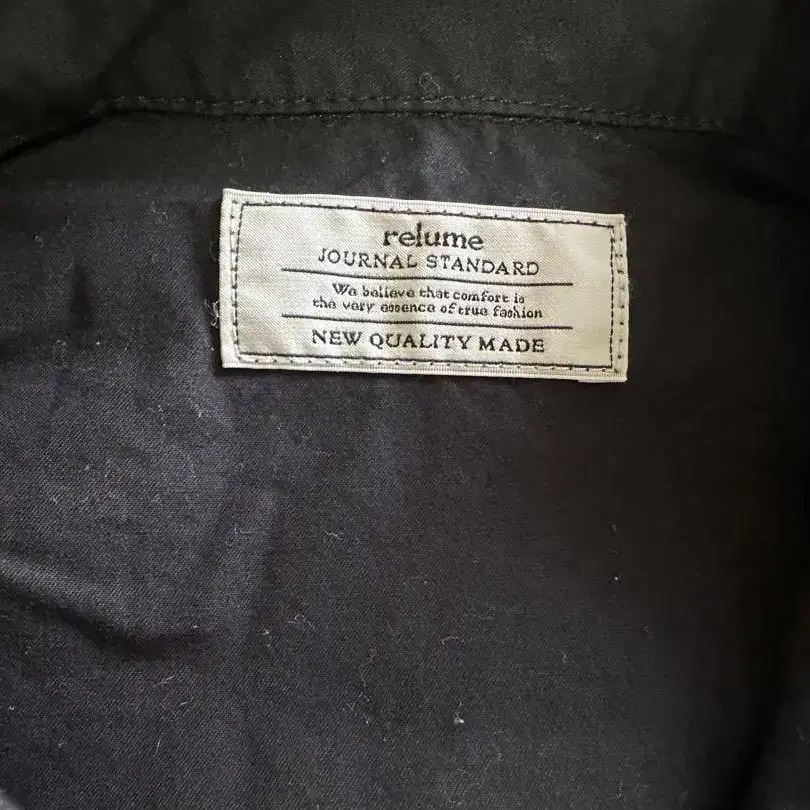 relume
JOURNAL STANDARD
We believe that comfort is
the very essence of true fashion
NEW QUALITY MADE